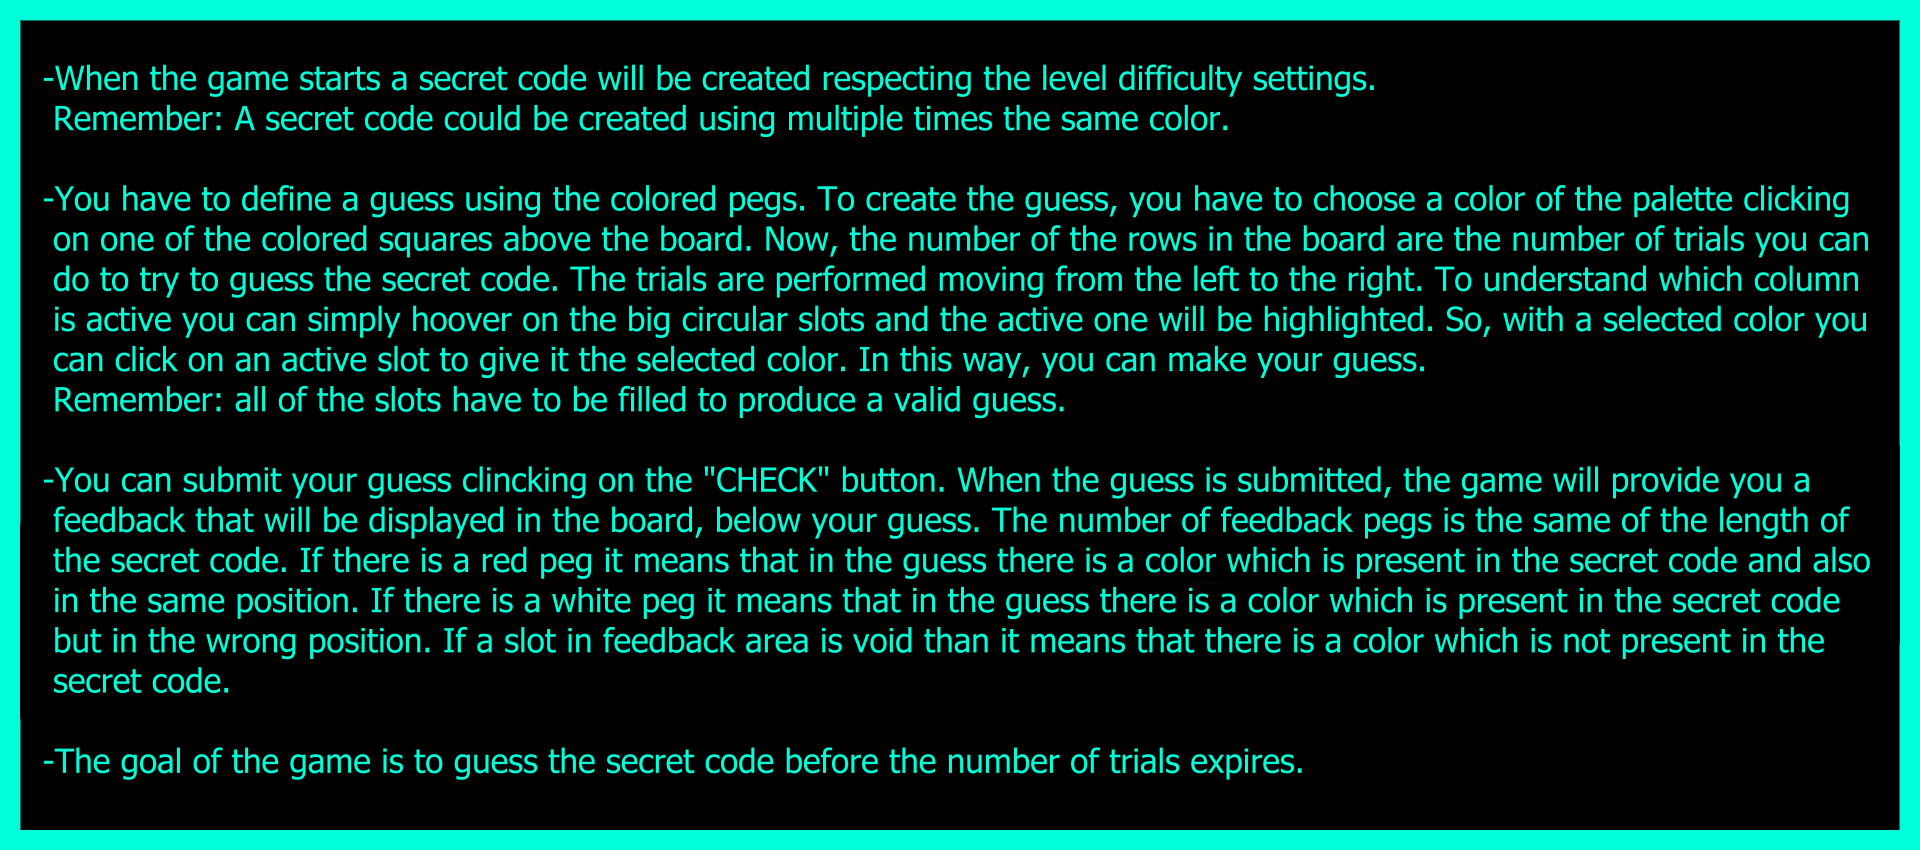 -When the game starts a secret code will be created respecting the level difficulty settings.
Remember: A secret code could be created using multiple times the same color.
-You have to define a guess using the colored pegs. To create the guess, you have to choose a color of the palette clicking
on one of the colored squares above the board. Now, the number of the rows in the board are the number of trials you can
do to try to guess the secret code. The trials are performed moving from the left to the right. To understand which column
is active you can simply hoover on the big circular slots and the active one will be highlighted. So, with a selected color you
can click on an active slot to give it the selected color. In this way, you can make your guess.
Remember: all of the slots have to be filled to produce a valid guess.
-You can submit your guess clincking on the "CHECK" button. When the guess is submitted, the game will provide you a
feedback that will be displayed in the board, below your guess. The number of feedback pegs is the same of the length of
the secret code. If there is a red peg it means that in the guess there is a color which is present in the secret code and also
in the same position. If there is a white peg it means that in the guess there is a color which is present in the secret code
but in the wrong position. If a slot in feedback area is void than it means that there is a color which is not present in the
secret code.
-The goal of the game is to guess the secret code before the number of trials expires.